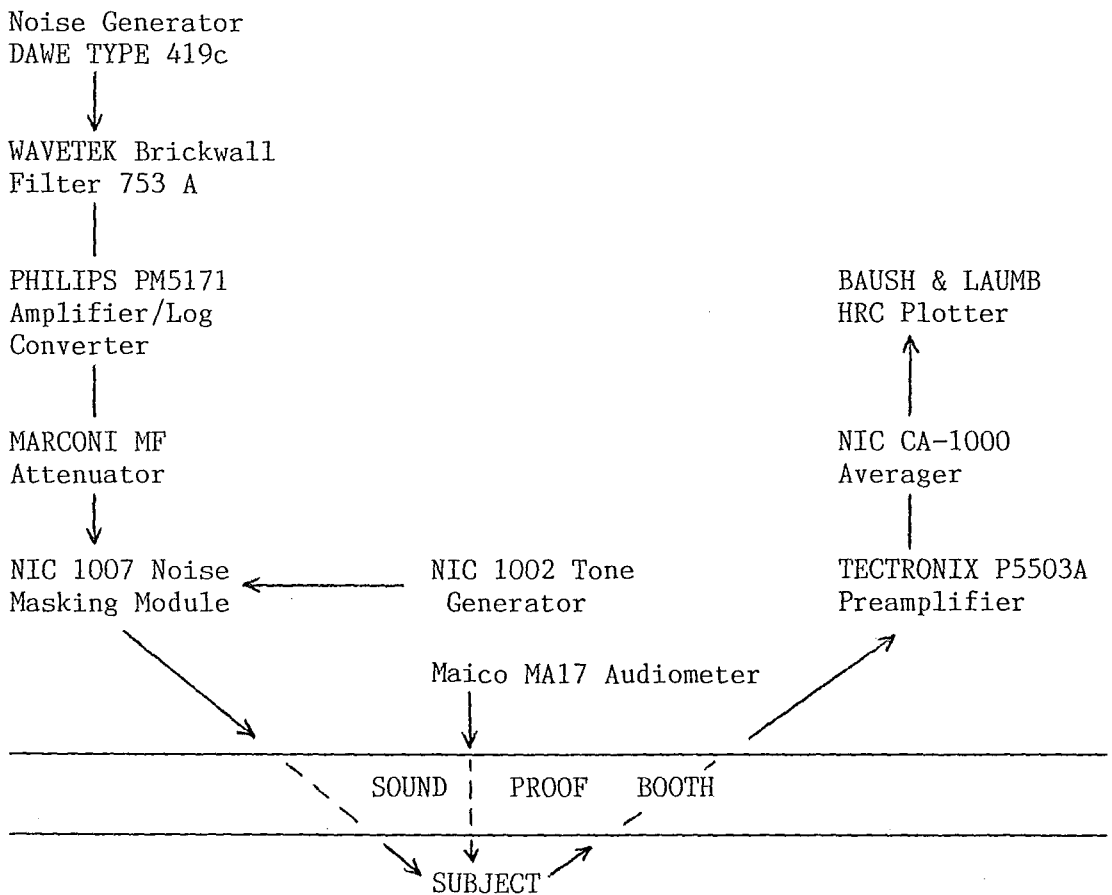 Noise Generator
DAWE TYPE 419c
WAVETEK Brickwall
Filter 753 A
PHILIPS PM5171
Amplifier/Log
Converter
MARCONI MF
Attenuator
NIC 1007 Noise
Masking Module
NIC 1002 Tone
Generator
Maico MA17 Audiometer
BAUSH & LAUMB
HRC Plotter
NIC CA-1000
Averager
TECTRONIX P5503A
Preamplifier
SOUND PROOF BOOTH
SUBJECT